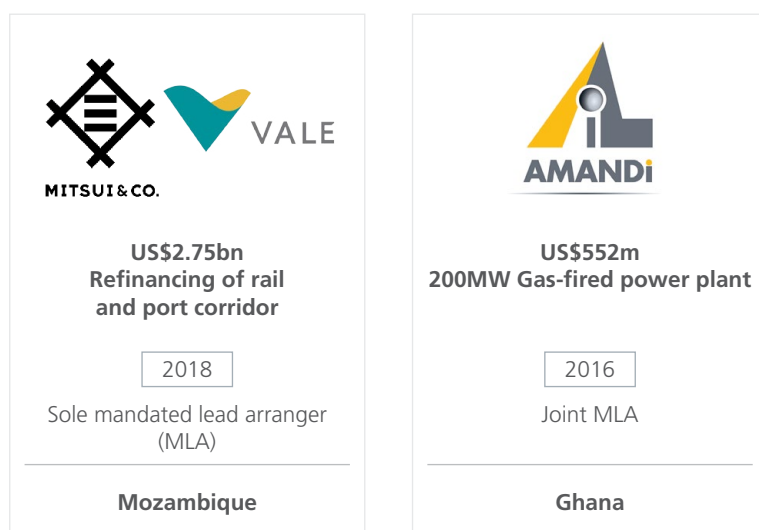 MITSUI & CO.
VALE
US$2.75bn
Refinancing of rail
and port corridor
2018
Sole mandated lead arranger
(MLA)
Mozambique
AiL
AMANDi
US$552m
200MW Gas-fired power plant
2016
Joint MLA
Ghana